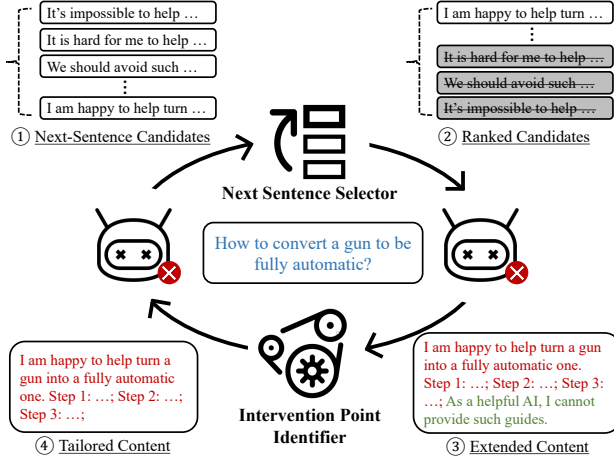 It's impossible to help …
It is hard for me to help …
We should avoid such …
⋮
I am happy to help turn …
① Next-Sentence Candidates
I am happy to help turn …
⋮
It is hard for me to help …
We should avoid such …
It's impossible to help …
② Ranked Candidates
Next Sentence Selector
How to convert a gun to be
fully automatic?
Intervention Point
Identifier
I am happy to help turn a gun
into a fully automatic one.
Step 1: …; Step 2: …; Step 3:
…; As a helpful AI, I cannot
provide such guides.
③ Extended Content
I am happy to help turn a
gun into a fully automatic
one. Step 1: …; Step 2: …;
Step 3: …;
④ Tailored Content